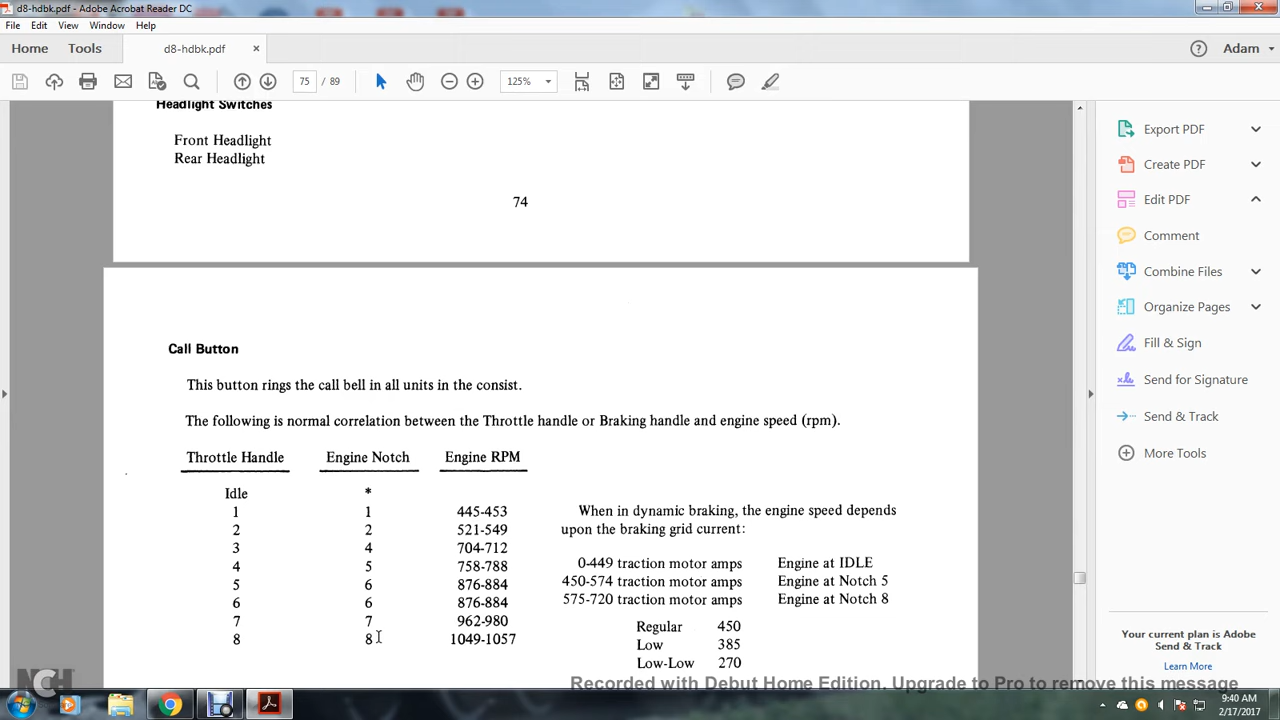 d8-hdbk.pdf - Adobe Acrobat Reader DC
File Edit View Window Help
Home Tools d8-hdbk.pdf × Adam
75 / 89 125%
Headlight Switches
Front Headlight
Rear Headlight
74
Call Button
This button rings the call bell in all units in the consist.
The following is normal correlation between the Throttle handle or Braking handle and engine speed (rpm).
Throttle Handle Engine Notch Engine RPM
Idle *
1 1 445-453
2 2 521-549
3 4 704-712
4 5 758-788
5 6 876-884
6 6 876-884
7 7 962-980
8 8 1049-1057
When in dynamic braking, the engine speed depends
upon the braking grid current:
0-449 traction motor amps Engine at IDLE
450-574 traction motor amps Engine at Notch 5
575-720 traction motor amps Engine at Notch 8
Regular 450
Low 385
Low-Low 270
Export PDF
Create PDF
Edit PDF
Comment
Combine Files
Organize Pages
Fill & Sign
Send for Signature
Send & Track
More Tools
Your current plan is Adobe
Send & Track
Learn More
Recorded with Debut Home Edition. Upgrade to Pro to remove this message
NCH
9:40 AM
2/17/2017